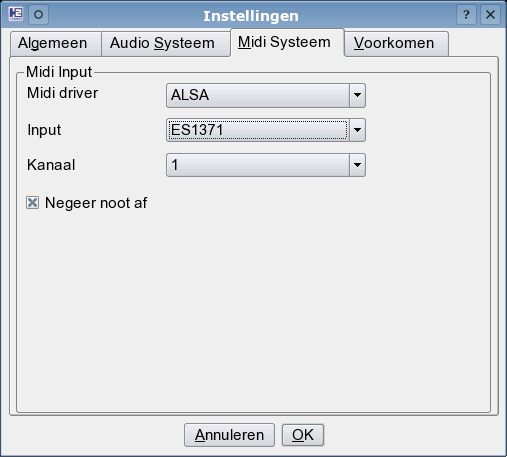 Instellingen ?
Algemeen Audio Systeem Midi Systeem Voorkomen
Midi Input
Midi driver ALSA
Input ES1371
Kanaal 1
Negeer noot af
Annuleren OK